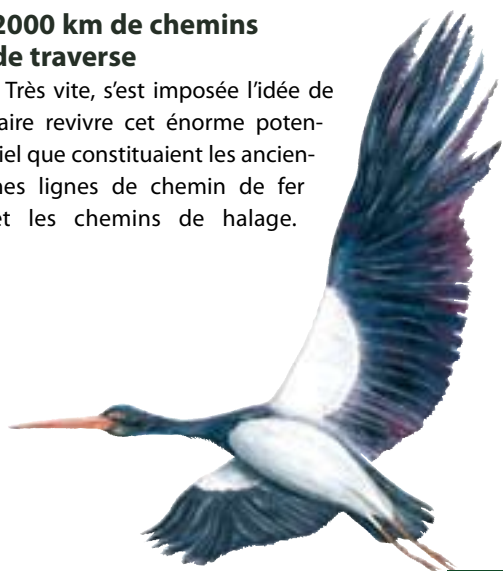 2000 km de chemins
de traverse
Très vite, s'est imposée l'idée de
aire revivre cet énorme poten-
iel que constituaient les ancien-
nes lignes de chemin de fer
et les chemins de halage.